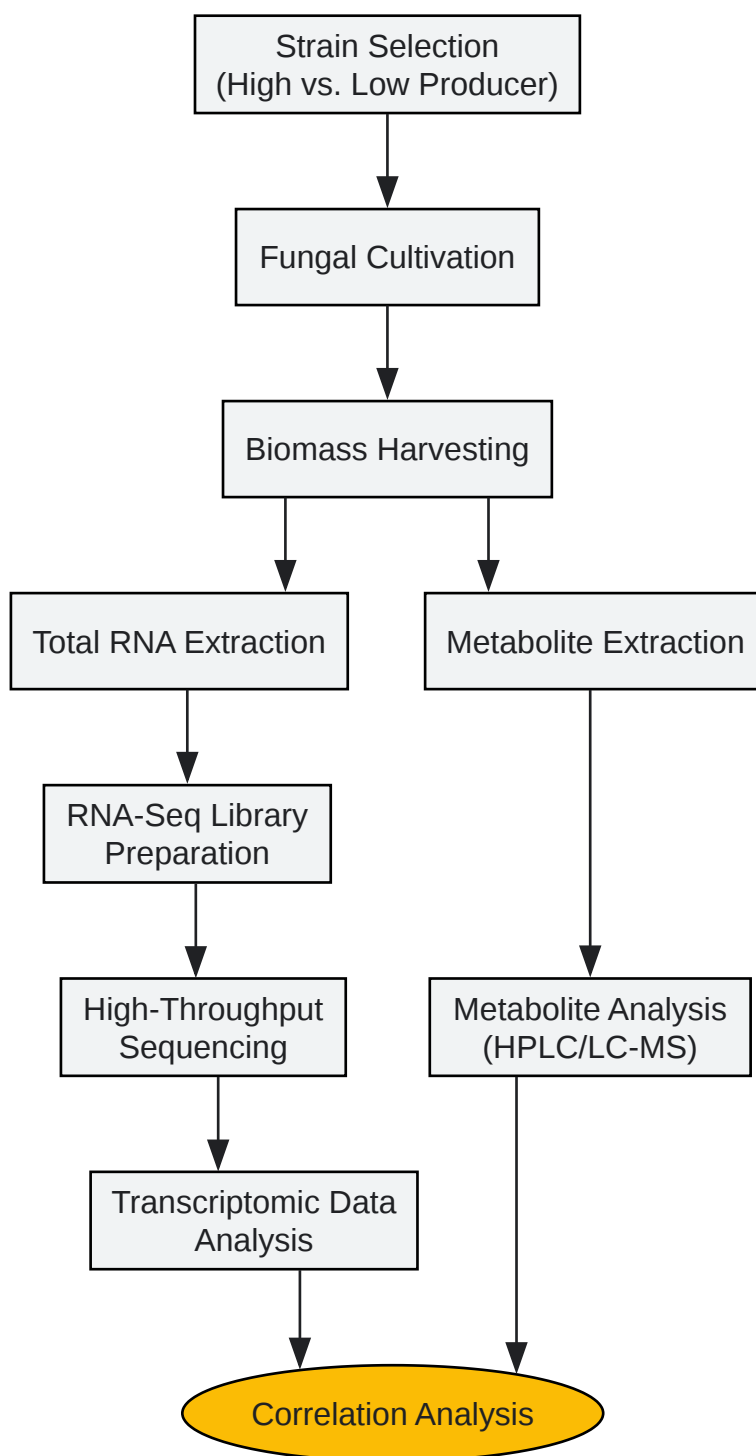 Strain Selection
(High vs. Low Producer)
Fungal Cultivation
Biomass Harvesting
Total RNA Extraction
Metabolite Extraction
RNA-Seq Library
Preparation
High-Throughput
Sequencing
Metabolite Analysis
(HPLC/LC-MS)
Transcriptomic Data
Analysis
Correlation Analysis